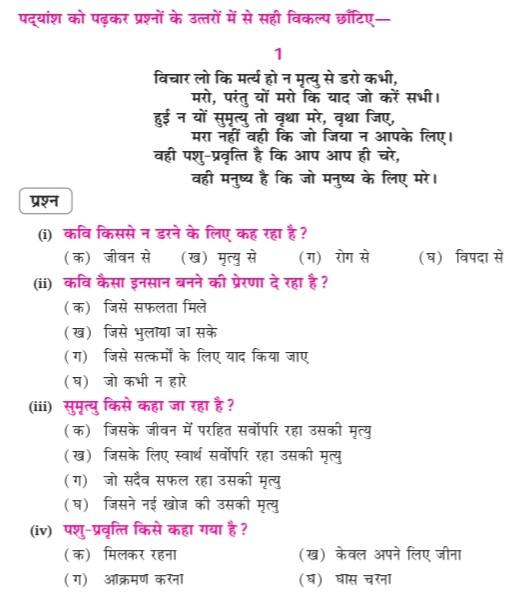 पद्यांश को पढ़कर प्रश्नों के उत्तरों में से सही विकल्प छाँटिए—
1
विचार लो कि मर्त्य हो न मृत्यु से डरो कभी,
मरो, परंतु यों मरो कि याद जो करें सभी।
हुई न यों सुमृत्यु तो वृथा मरे, वृथा जिए,
मरा नहीं वही कि जो जिया न आपके लिए।
वही पशु-प्रवृत्ति है कि आप आप ही चरे,
वही मनुष्य है कि जो मनुष्य के लिए मरे।
प्रश्न
(i) कवि किससे न डरने के लिए कह रहा है?
(क) जीवन से (ख) मृत्यु से (ग) रोग से (घ) विपदा से
(ii) कवि कैसा इनसान बनने की प्रेरणा दे रहा है?
(क) जिसे सफलता मिले
(ख) जिसे भुलाया जा सके
(ग) जिसे सत्कर्मों के लिए याद किया जाए
(घ) जो कभी न हारे
(iii) सुमृत्यु किसे कहा जा रहा है?
(क) जिसके जीवन में परहित सर्वोपरि रहा उसकी मृत्यु
(ख) जिसके लिए स्वार्थ सर्वोपरि रहा उसकी मृत्यु
(ग) जो सदैव सफल रहा उसकी मृत्यु
(घ) जिसने नई खोज की उसकी मृत्यु
(iv) पशु-प्रवृत्ति किसे कहा गया है?
(क) मिलकर रहना (ख) केवल अपने लिए जीना
(ग) आक्रमण करना (घ) घास चरना